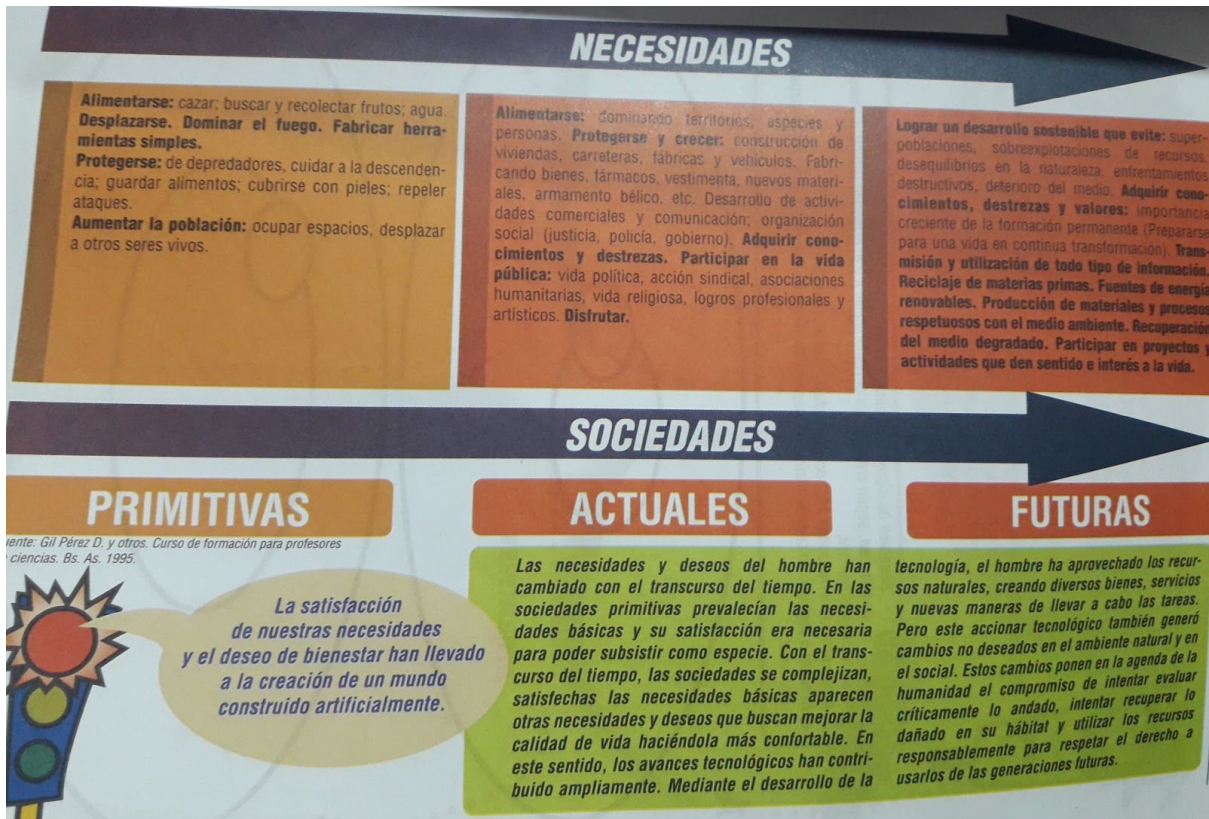 NECESIDADES
Alimentarse: cazar; buscar y recolectar frutos; agua.
Desplazarse. Dominar el fuego. Fabricar herra-
mientas simples.
Protegerse: de depredadores, cuidar a la descenden-
cia; guardar alimentos; cubrirse con pieles; repeler
ataques.
Aumentar la población: ocupar espacios, desplazar
a otros seres vivos.
Alimentarse: dominando territorios, especies y
personas. Protegerse y crecer: construcción de
viviendas, carreteras, fábricas y vehículos. Fabri-
cando bienes, fármacos, vestimenta, nuevos materi-
ales, armamento bélico, etc. Desarrollo de activi-
dades comerciales y comunicación; organización
social (justicia, policía, gobierno). Adquirir cono-
cimientos y destrezas. Participar en la vida
pública: vida política, acción sindical, asociaciones
humanitarias, vida religiosa, logros profesionales y
artísticos. Disfrutar.
Lograr un desarrollo sostenible que evite: super-
poblaciones, sobreexplotaciones de recursos,
desequilibrios en la naturaleza, enfrentamientos
destructivos, deterioro del medio. Adquirir cono-
cimientos, destrezas y valores: importancia
creciente de la formación permanente (Prepararse
para una vida en continua transformación). Trans-
misión y utilización de todo tipo de información.
Reciclaje de materias primas. Fuentes de energía
renovables. Producción de materiales y procesos
respetuosos con el medio ambiente. Recuperación
del medio degradado. Participar en proyectos y
actividades que den sentido e interés a la vida.
SOCIEDADES
PRIMITIVAS
ACTUALES
FUTURAS
uente: Gil Pérez D. y otros. Curso de formación para profesores
ciencias. Bs. As. 1995.
La satisfacción
de nuestras necesidades
y el deseo de bienestar han llevado
a la creación de un mundo
construido artificialmente.
Las necesidades y deseos del hombre han
cambiado con el transcurso del tiempo. En las
sociedades primitivas prevalecían las necesi-
dades básicas y su satisfacción era necesaria
para poder subsistir como especie. Con el trans-
curso del tiempo, las sociedades se complejizan,
satisfechas las necesidades básicas aparecen
otras necesidades y deseos que buscan mejorar la
calidad de vida haciéndola más confortable. En
este sentido, los avances tecnológicos han contri-
buido ampliamente. Mediante el desarrollo de la
tecnología, el hombre ha aprovechado los recur-
sos naturales, creando diversos bienes, servicios
y nuevas maneras de llevar a cabo las tareas.
Pero este accionar tecnológico también generó
cambios no deseados en el ambiente natural y en
el social. Estos cambios ponen en la agenda de la
humanidad el compromiso de intentar evaluar
críticamente lo andado, intentar recuperar lo
dañado en su hábitat y utilizar los recursos
responsablemente para respetar el derecho a
usarlos de las generaciones futuras.